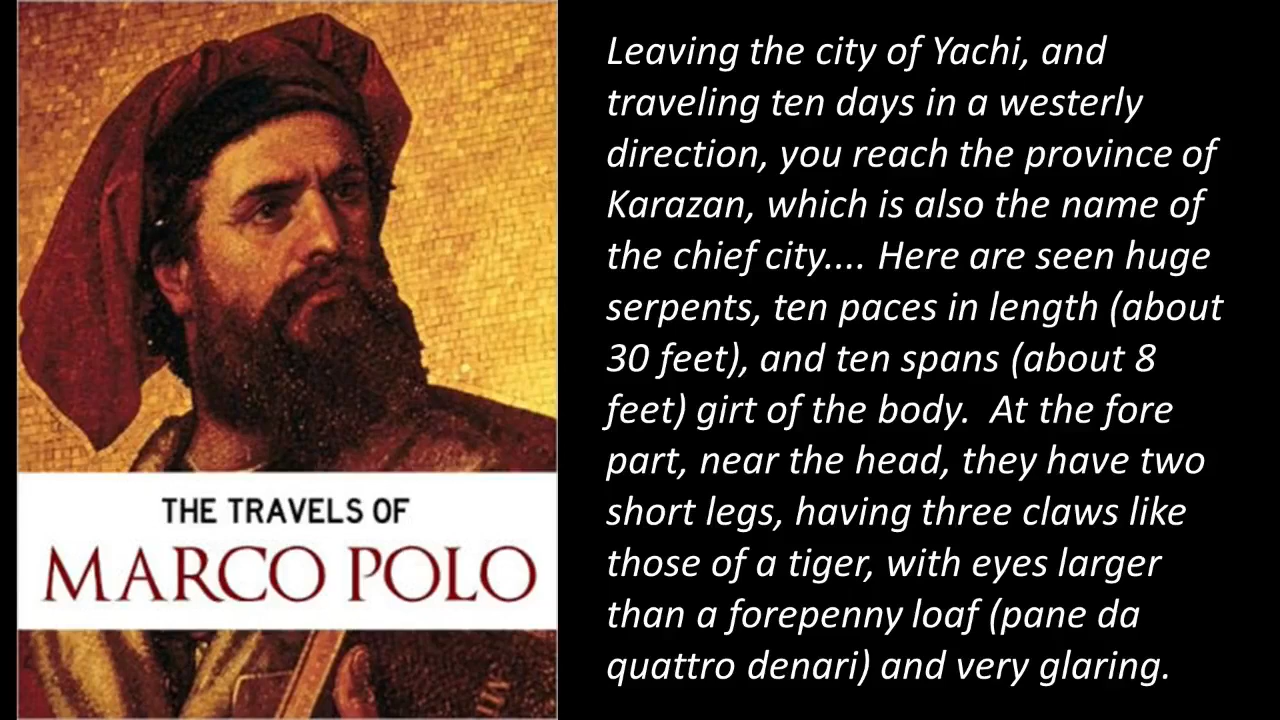 THE TRAVELS OF
MARCO POLO
Leaving the city of Yachi, and
traveling ten days in a westerly
direction, you reach the province of
Karazan, which is also the name of
the chief city.... Here are seen huge
serpents, ten paces in length (about
30 feet), and ten spans (about 8
feet) girt of the body.  At the fore
part, near the head, they have two
short legs, having three claws like
those of a tiger, with eyes larger
than a forepenny loaf (pane da
quattro denari) and very glaring.